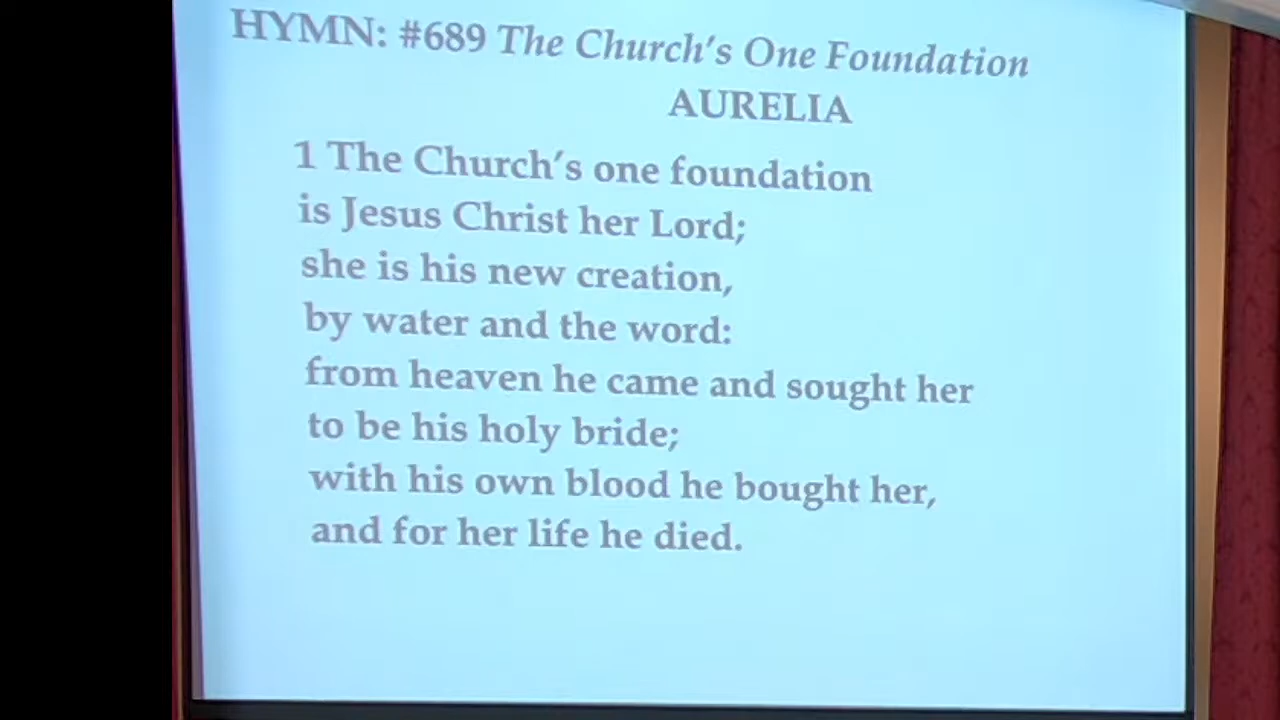 HYMN: #689 The Church's One Foundation
AURELIA
1 The Church's one foundation
is Jesus Christ her Lord;
she is his new creation,
by water and the word:
from heaven he came and sought her
to be his holy bride;
with his own blood he bought her,
and for her life he died.